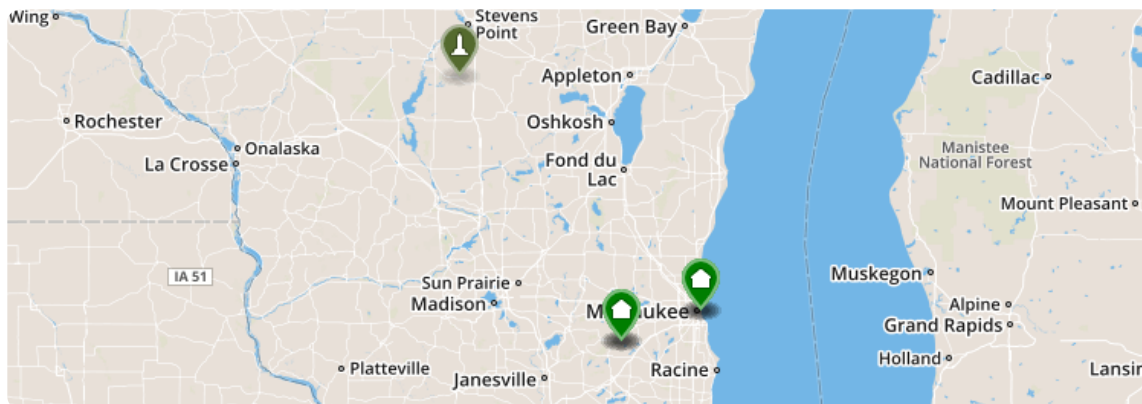 Wing
Stevens
Point
Green Bay
Appleton
Cadillac
Rochester
Oshkosh
Onalaska
La Crosse
Fond du
Lac
Manistee
National Forest
Mount Pleasant
IA 51
Sun Prairie
Madison
Muskegon
Alpine
Grand Rapids
Holland
Platteville
Janesville
Racine